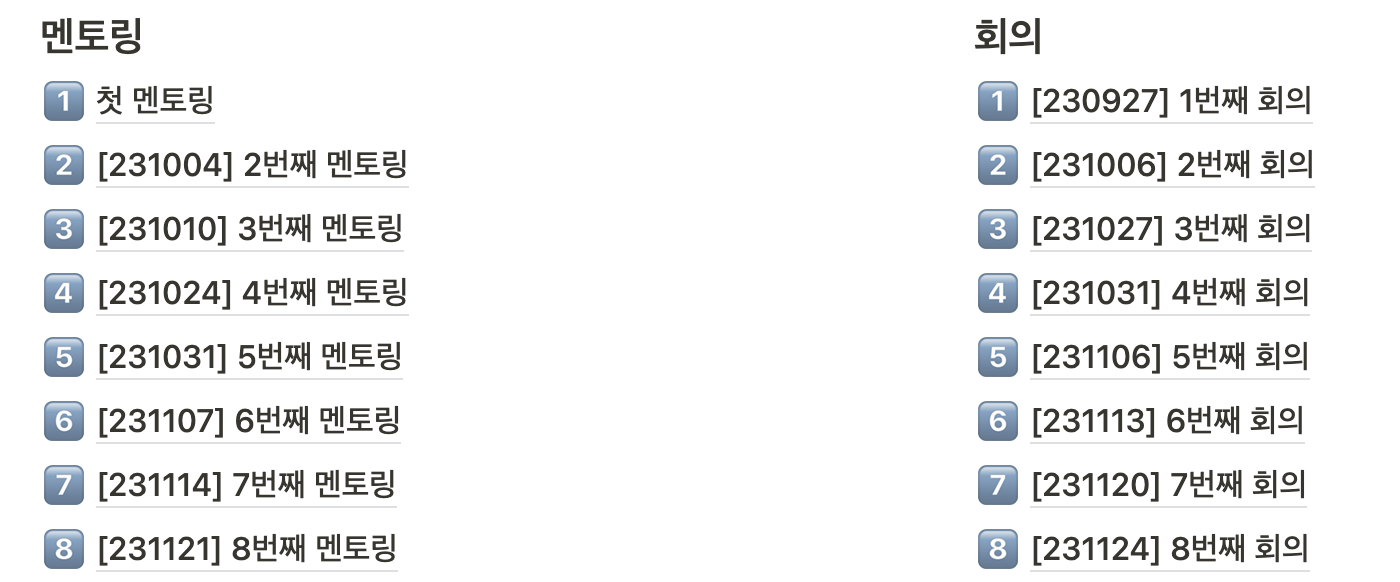 멘토링
1 첫 멘토링
2 [231004] 2번째 멘토링
3 [231010] 3번째 멘토링
4 [231024] 4번째 멘토링
5 [231031] 5번째 멘토링
6 [231107] 6번째 멘토링
7 [231114] 7번째 멘토링
8 [231121] 8번째 멘토링
회의
1 [230927] 1번째 회의
2 [231006] 2번째 회의
3 [231027] 3번째 회의
4 [231031] 4번째 회의
5 [231106] 5번째 회의
6 [231113] 6번째 회의
7 [231120] 7번째 회의
8 [231124] 8번째 회의